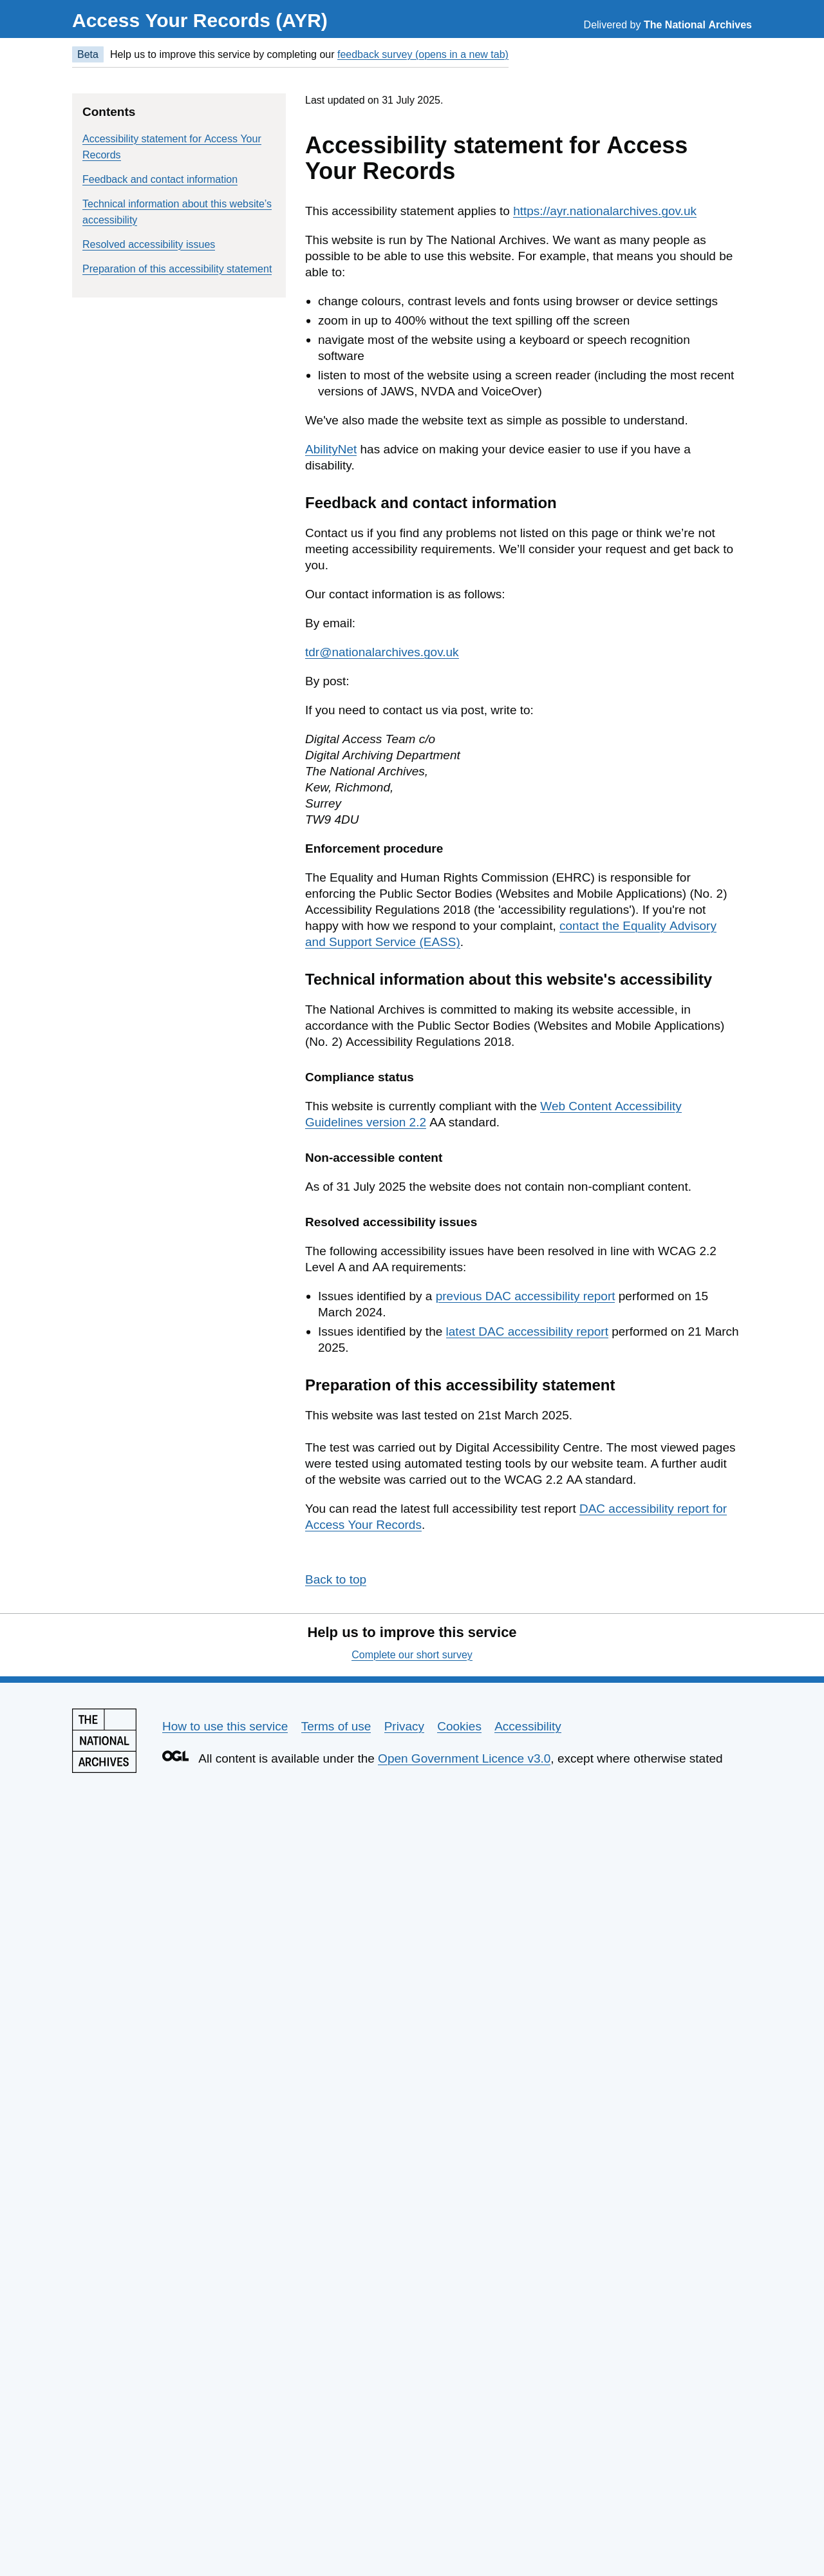 Access Your Records (AYR)
Delivered by The National Archives
Beta Help us to improve this service by completing our feedback survey (opens in a new tab)
Contents
Accessibility statement for Access Your
Records
Feedback and contact information
Technical information about this website's
accessibility
Resolved accessibility issues
Preparation of this accessibility statement
Last updated on 31 July 2025.
Accessibility statement for Access
Your Records
This accessibility statement applies to https://ayr.nationalarchives.gov.uk
This website is run by The National Archives. We want as many people as
possible to be able to use this website. For example, that means you should be
able to:
• change colours, contrast levels and fonts using browser or device settings
• zoom in up to 400% without the text spilling off the screen
• navigate most of the website using a keyboard or speech recognition
software
• listen to most of the website using a screen reader (including the most recent
versions of JAWS, NVDA and VoiceOver)
We've also made the website text as simple as possible to understand.
AbilityNet has advice on making your device easier to use if you have a
disability.
Feedback and contact information
Contact us if you find any problems not listed on this page or think we're not
meeting accessibility requirements. We'll consider your request and get back to
you.
Our contact information is as follows:
By email:
tdr@nationalarchives.gov.uk
By post:
If you need to contact us via post, write to:
Digital Access Team c/o
Digital Archiving Department
The National Archives,
Kew, Richmond,
Surrey
TW9 4DU
Enforcement procedure
The Equality and Human Rights Commission (EHRC) is responsible for
enforcing the Public Sector Bodies (Websites and Mobile Applications) (No. 2)
Accessibility Regulations 2018 (the 'accessibility regulations'). If you're not
happy with how we respond to your complaint, contact the Equality Advisory
and Support Service (EASS).
Technical information about this website's accessibility
The National Archives is committed to making its website accessible, in
accordance with the Public Sector Bodies (Websites and Mobile Applications)
(No. 2) Accessibility Regulations 2018.
Compliance status
This website is currently compliant with the Web Content Accessibility
Guidelines version 2.2 AA standard.
Non-accessible content
As of 31 July 2025 the website does not contain non-compliant content.
Resolved accessibility issues
The following accessibility issues have been resolved in line with WCAG 2.2
Level A and AA requirements:
• Issues identified by a previous DAC accessibility report performed on 15
March 2024.
• Issues identified by the latest DAC accessibility report performed on 21 March
2025.
Preparation of this accessibility statement
This website was last tested on 21st March 2025.
The test was carried out by Digital Accessibility Centre. The most viewed pages
were tested using automated testing tools by our website team. A further audit
of the website was carried out to the WCAG 2.2 AA standard.
You can read the latest full accessibility test report DAC accessibility report for
Access Your Records.
Back to top
Help us to improve this service
Complete our short survey
THE
NATIONAL
ARCHIVES
How to use this service Terms of use Privacy Cookies Accessibility
OGL All content is available under the Open Government Licence v3.0, except where otherwise stated